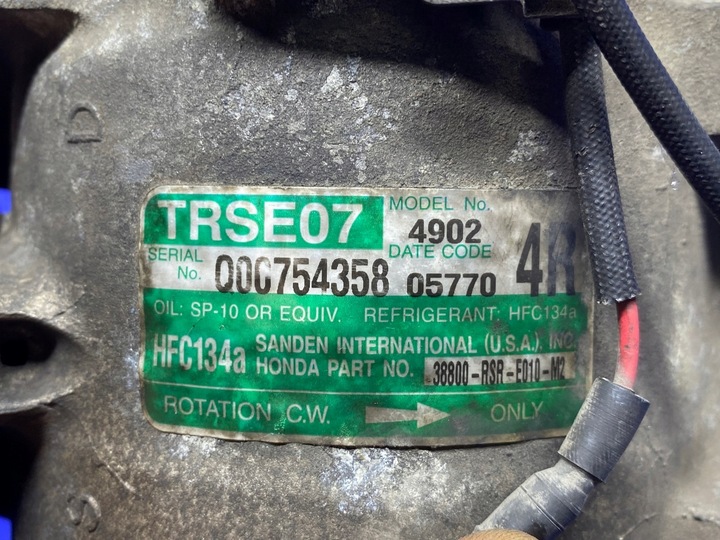 D
TRSE07
MODEL No.
4902
SERIAL No.
Q0C754358
DATE CODE
05770
4R
OIL: SP-10 OR EQUIV. REFRIGERANT: HFC134a
HFC134a
SANDEN INTERNATIONAL (U.S.A.). INC.
HONDA PART NO. 38800-RSR-E010-M2
ROTATION C.W. ONLY
S